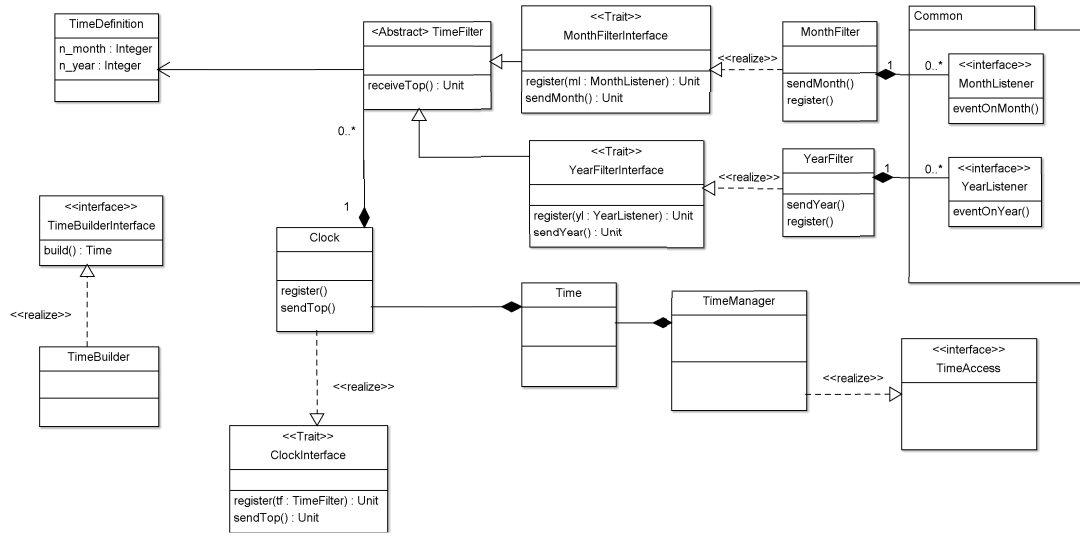 TimeDefinition
n_month : Integer
n_year : Integer
<Abstract> TimeFilter
receiveTop() : Unit
<<Trait>>
MonthFilterInterface
register(ml : MonthListener) : Unit
sendMonth() : Unit
<<realize>>
MonthFilter
sendMonth()
register()
1
0..*
Common
<<interface>>
MonthListener
eventOnMonth()
0..*
1
<<Trait>>
YearFilterInterface
register(yl : YearListener) : Unit
sendYear() : Unit
<<realize>>
YearFilter
sendYear()
register()
1
0..*
<<interface>>
YearListener
eventOnYear()
<<interface>>
TimeBuilderInterface
build() : Time
<<realize>>
TimeBuilder
Clock
register()
sendTop()
<<realize>>
<<Trait>>
ClockInterface
register(tf : TimeFilter) : Unit
sendTop() : Unit
Time
TimeManager
<<realize>>
<<interface>>
TimeAccess